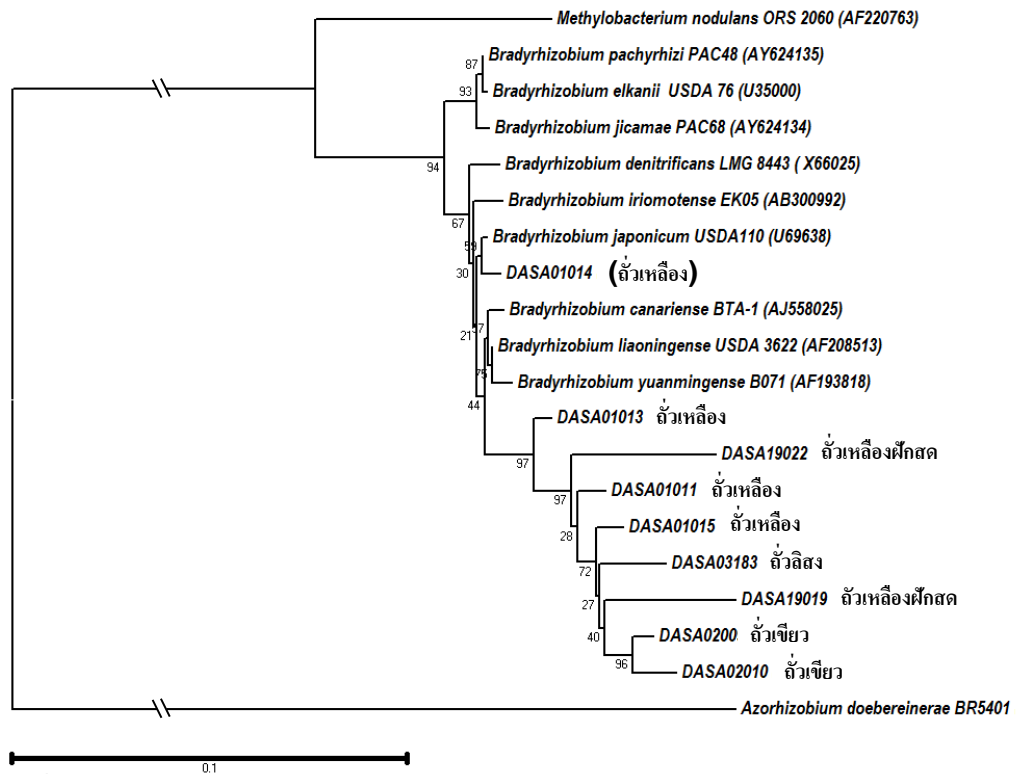 Methylobacterium nodulans ORS 2060 (AF220763)
Bradyrhizobium pachyrhizi PAC48 (AY624135)
87
Bradyrhizobium elkanii USDA 76 (U35000)
93
Bradyrhizobium jicamae PAC68 (AY624134)
94
Bradyrhizobium denitrificans LMG 8443 ( X66025)
Bradyrhizobium iriomotense EK05 (AB300992)
67
Bradyrhizobium japonicum USDA110 (U69638)
59
30
DASA01014 (ถั่วเหลือง)
Bradyrhizobium canariense BTA-1 (AJ558025)
21
37
Bradyrhizobium liaoningense USDA 3622 (AF208513)
75
Bradyrhizobium yuanmingense B071 (AF193818)
44
DASA01013 ถั่วเหลือง
97
DASA19022 ถั่วเหลืองฝักสด
97
DASA01011 ถั่วเหลือง
28
DASA01015 ถั่วเหลือง
72
DASA03183 ถั่วลิสง
27
DASA19019 ถัวเหลืองฝักสด
40
DASA0200 ถั่วเขียว
96
DASA02010 ถั่วเขียว
Azorhizobium doebereinerae BR5401
0.1